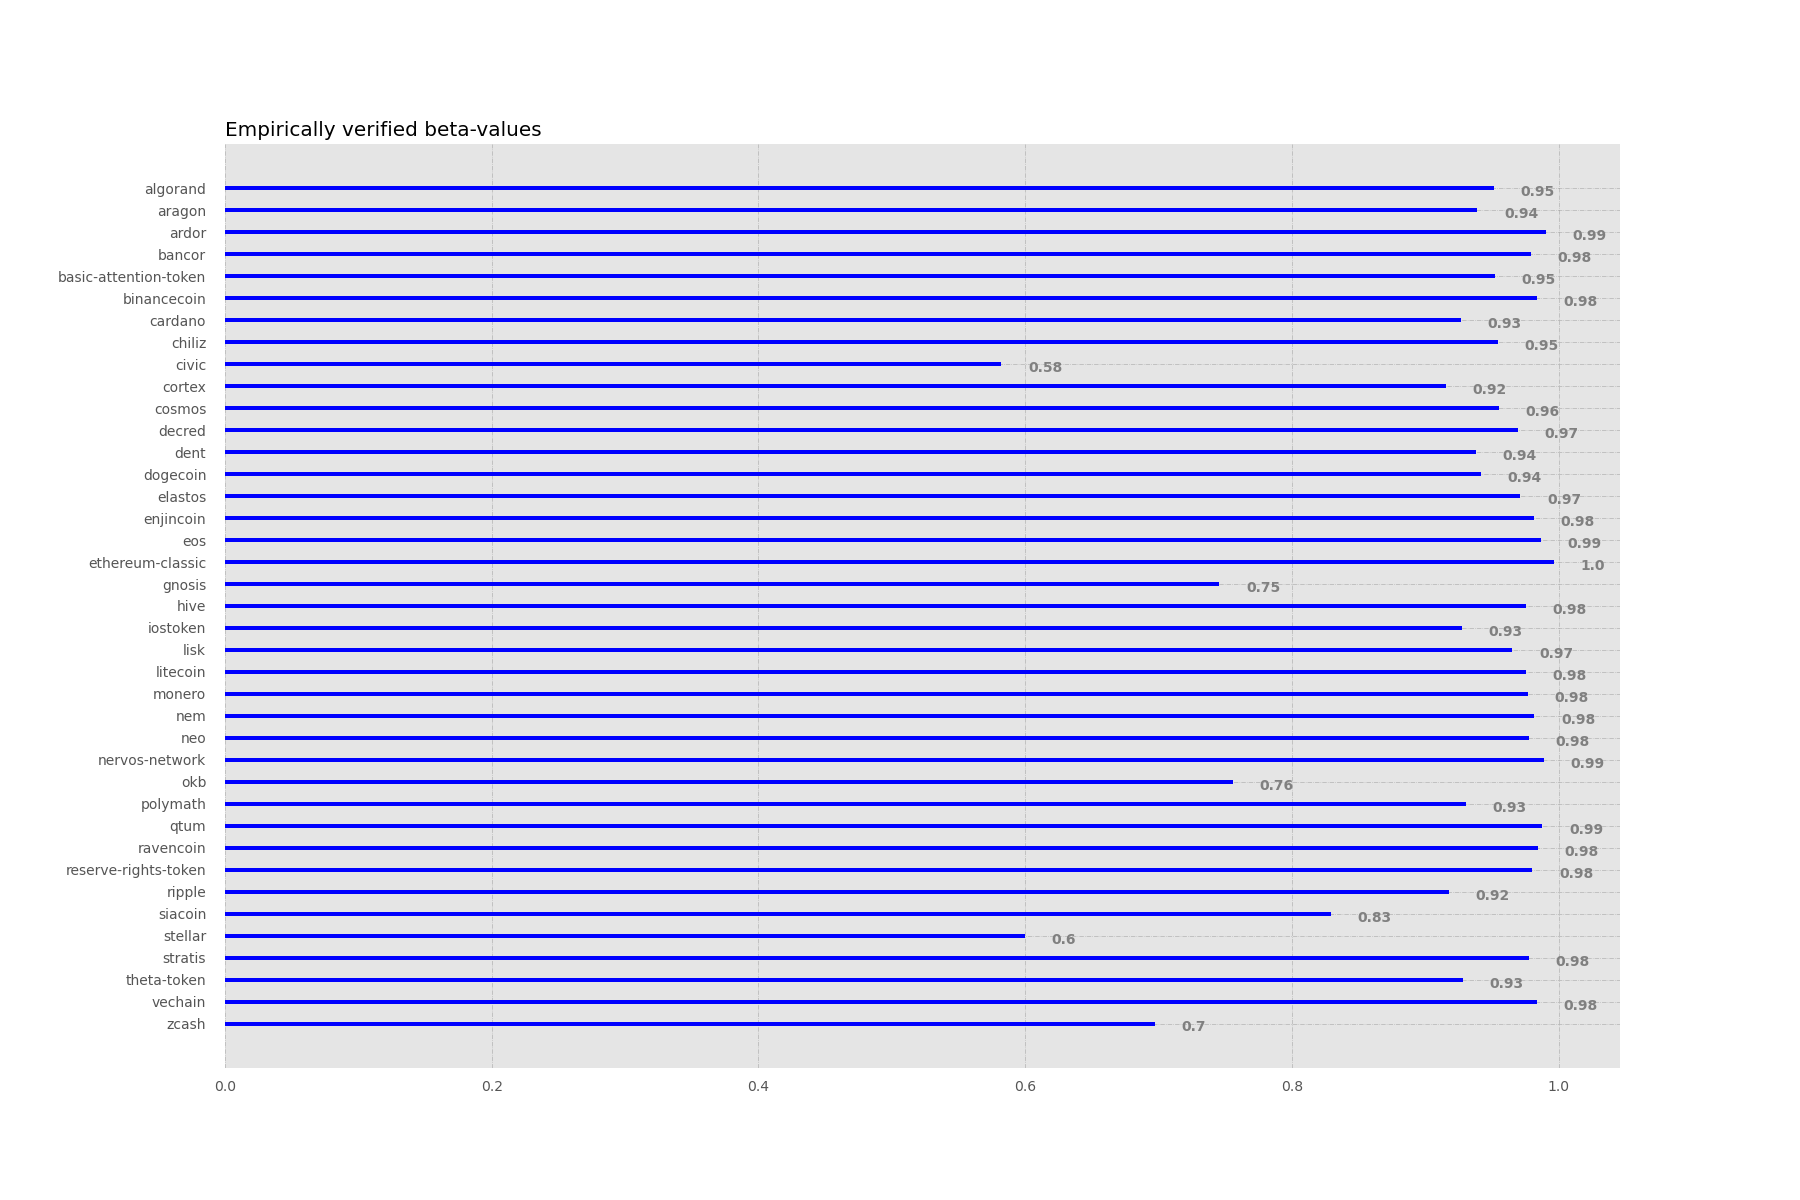 Empirically verified beta-values
algorand 0.95
aragon 0.94
ardor 0.99
bancor 0.98
basic-attention-token 0.95
binancecoin 0.98
cardano 0.93
chiliz 0.95
civic 0.58
cortex 0.92
cosmos 0.96
decred 0.97
dent 0.94
dogecoin 0.94
elastos 0.97
enjincoin 0.98
eos 0.99
ethereum-classic 1.0
gnosis 0.75
hive 0.98
iostoken 0.93
lisk 0.97
litecoin 0.98
monero 0.98
nem 0.98
neo 0.98
nervos-network 0.99
okb 0.76
polymath 0.93
qtum 0.99
ravencoin 0.98
reserve-rights-token 0.98
ripple 0.92
siacoin 0.83
stellar 0.6
stratis 0.98
theta-token 0.93
vechain 0.98
zcash 0.7
0.0 0.2 0.4 0.6 0.8 1.0